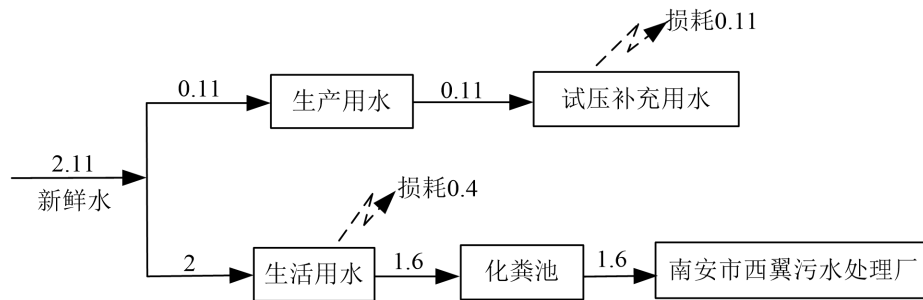 损耗0.11
0.11
生产用水
0.11
试压补充用水
2.11
新鲜水
损耗0.4
2
生活用水
1.6
化粪池
1.6
南安市西翼污水处理厂